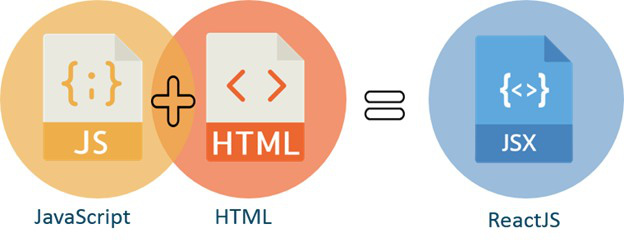 {;}
< >
{<>}
JS
HTML
JSX
JavaScript
HTML
ReactJS